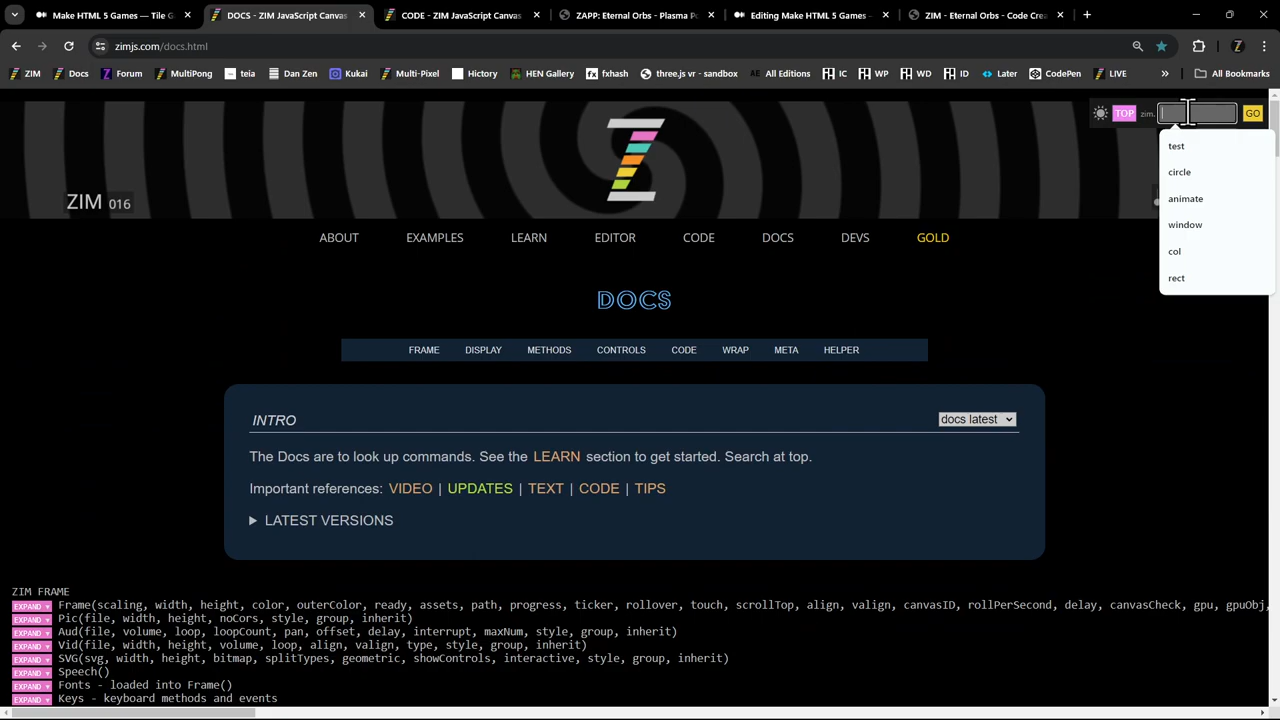 Make HTML 5 Games — Tile G
DOCS - ZIM JavaScript Canvas
CODE - ZIM JavaScript Canvas
ZAPP: Eternal Orbs - Plasma Po
Editing Make HTML 5 Games –
ZIM - Eternal Orbs - Code Crea
zimjs.com/docs.html
ZIM
Docs
Forum
MultiPong
teia
Dan Zen
Kukai
Multi-Pixel
Hictory
HEN Gallery
fxhash
three.js vr - sandbox
All Editions
IC
WP
WD
ID
Later
CodePen
LIVE
All Bookmarks
TOP
zim.
GO
test
circle
animate
window
col
rect
ZIM 016
ABOUT
EXAMPLES
LEARN
EDITOR
CODE
DOCS
DEVS
GOLD
DOCS
FRAME
DISPLAY
METHODS
CONTROLS
CODE
WRAP
META
HELPER
INTRO
docs latest
The Docs are to look up commands. See the LEARN section to get started. Search at top.
Important references: VIDEO | UPDATES | TEXT | CODE | TIPS
LATEST VERSIONS
ZIM FRAME
EXPAND Frame(scaling, width, height, color, outerColor, ready, assets, path, progress, ticker, rollover, touch, scrollTop, align, valign, canvasID, rollPerSecond, delay, canvasCheck, gpu, gpuObj,
EXPAND Pic(file, width, height, noCors, style, group, inherit)
EXPAND Aud(file, volume, loop, loopCount, pan, offset, delay, interrupt, maxNum, style, group, inherit)
EXPAND Vid(file, width, height, volume, loop, align, valign, type, style, group, inherit)
EXPAND SVG(svg, width, height, bitmap, splitTypes, geometric, showControls, interactive, style, group, inherit)
EXPAND Speech()
EXPAND Fonts - loaded into Frame()
EXPAND Keys - keyboard methods and events